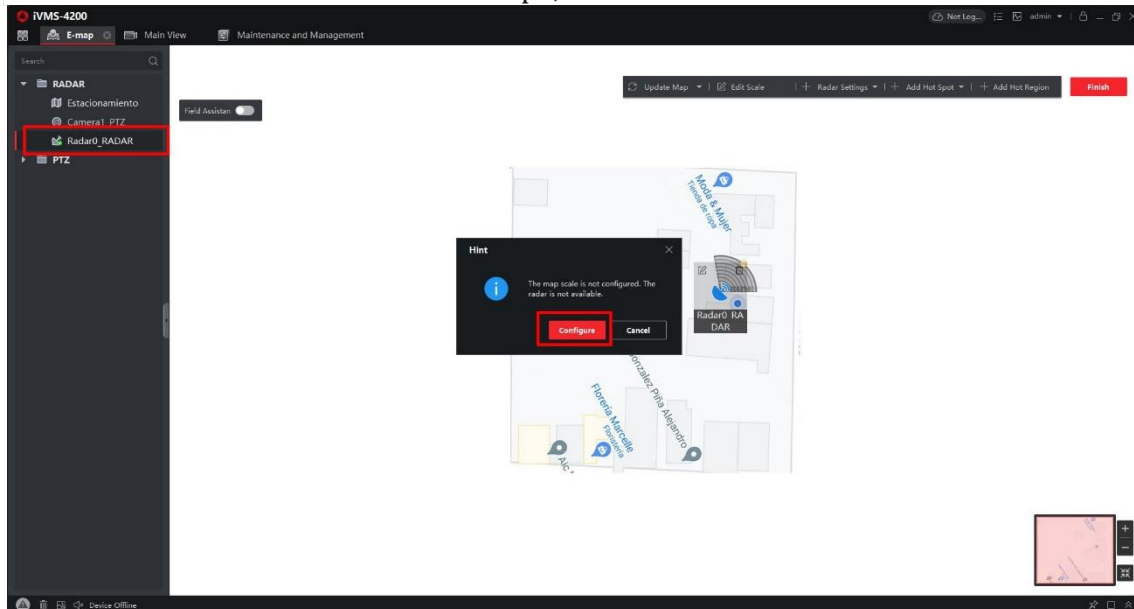 iVMS-4200
Not Log... admin
E-map Main View Maintenance and Management
Search
RADAR
Estacionamiento
Camera1_PTZ
Radar0_RADAR
PTZ
Field Assistan
Update Map Edit Scale Radar Settings Add Hot Spot Add Hot Region Finish
Moda & Mujer
Tienda de ropa
Hint
The map scale is not configured. The
radar is not available.
Configure Cancel
Radar0_RA
DAR
onzalez Piña Alejandro
Florería Marcelle
Floristería
Device Offline